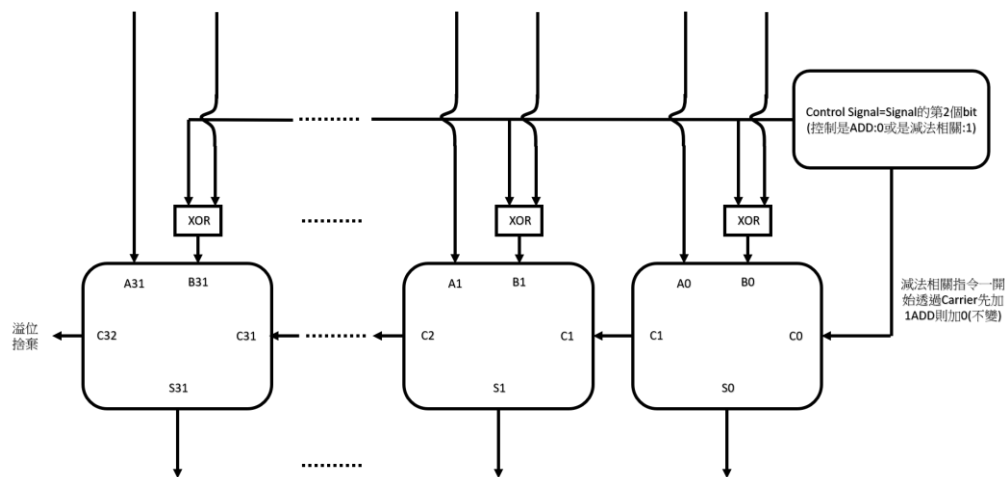 Control Signal=Signal的第2個bit
(控制是ADD:0或是減法相關:1)
XOR
XOR
XOR
A31
B31
A1
B1
A0
B0
減法相關指令一開
始透過Carrier先加
1ADD則加0(不變)
溢位
捨棄
C32
C31
C2
C1
C1
C0
S31
S1
S0